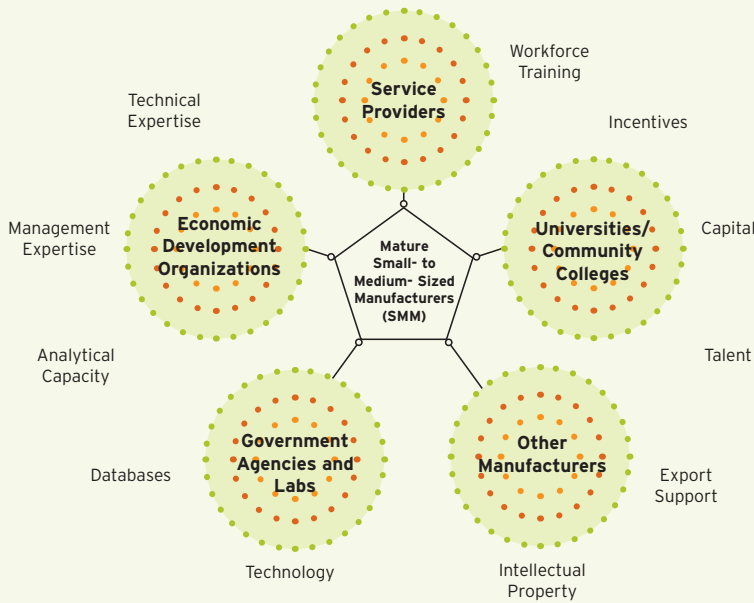 Workforce
Training
Service
Providers
Technical
Expertise
Incentives
Management
Expertise
Economic
Development
Organizations
Universities/
Community
Colleges
Capital
Mature
Small- to
Medium- Sized
Manufacturers
(SMM)
Analytical
Capacity
Talent
Government
Agencies and
Labs
Other
Manufacturers
Databases
Export
Support
Technology
Intellectual
Property